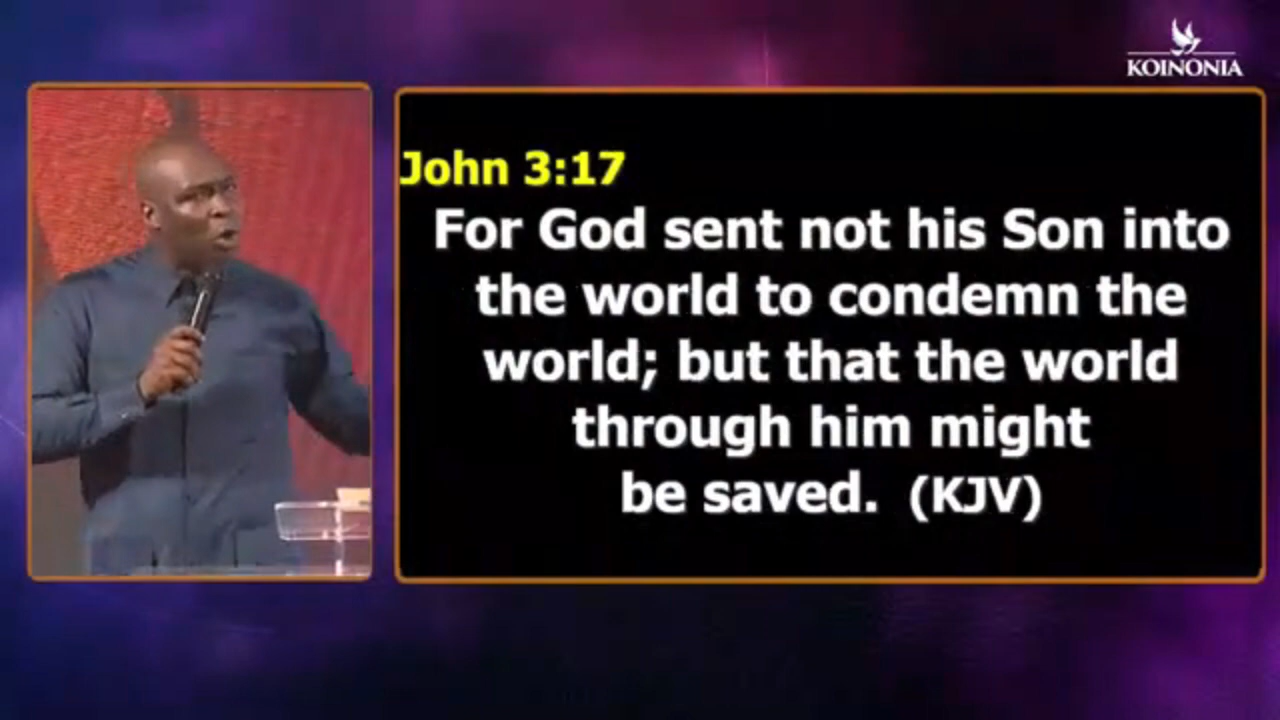 KOINONIA
John 3:17
For God sent not his Son into
the world to condemn the
world; but that the world
through him might
be saved. (KJV)